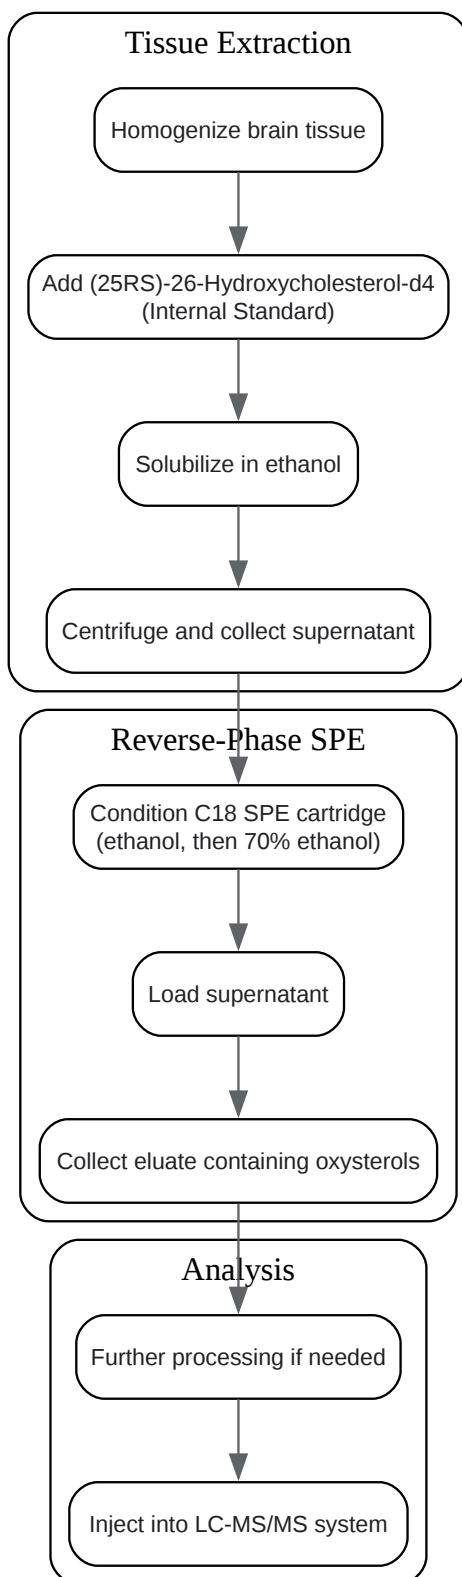 Tissue Extraction
Homogenize brain tissue
Add (25RS)-26-Hydroxycholesterol-d4
(Internal Standard)
Solubilize in ethanol
Centrifuge and collect supernatant
Reverse-Phase SPE
Condition C18 SPE cartridge
(ethanol, then 70% ethanol)
Load supernatant
Collect eluate containing oxysterols
Analysis
Further processing if needed
Inject into LC-MS/MS system